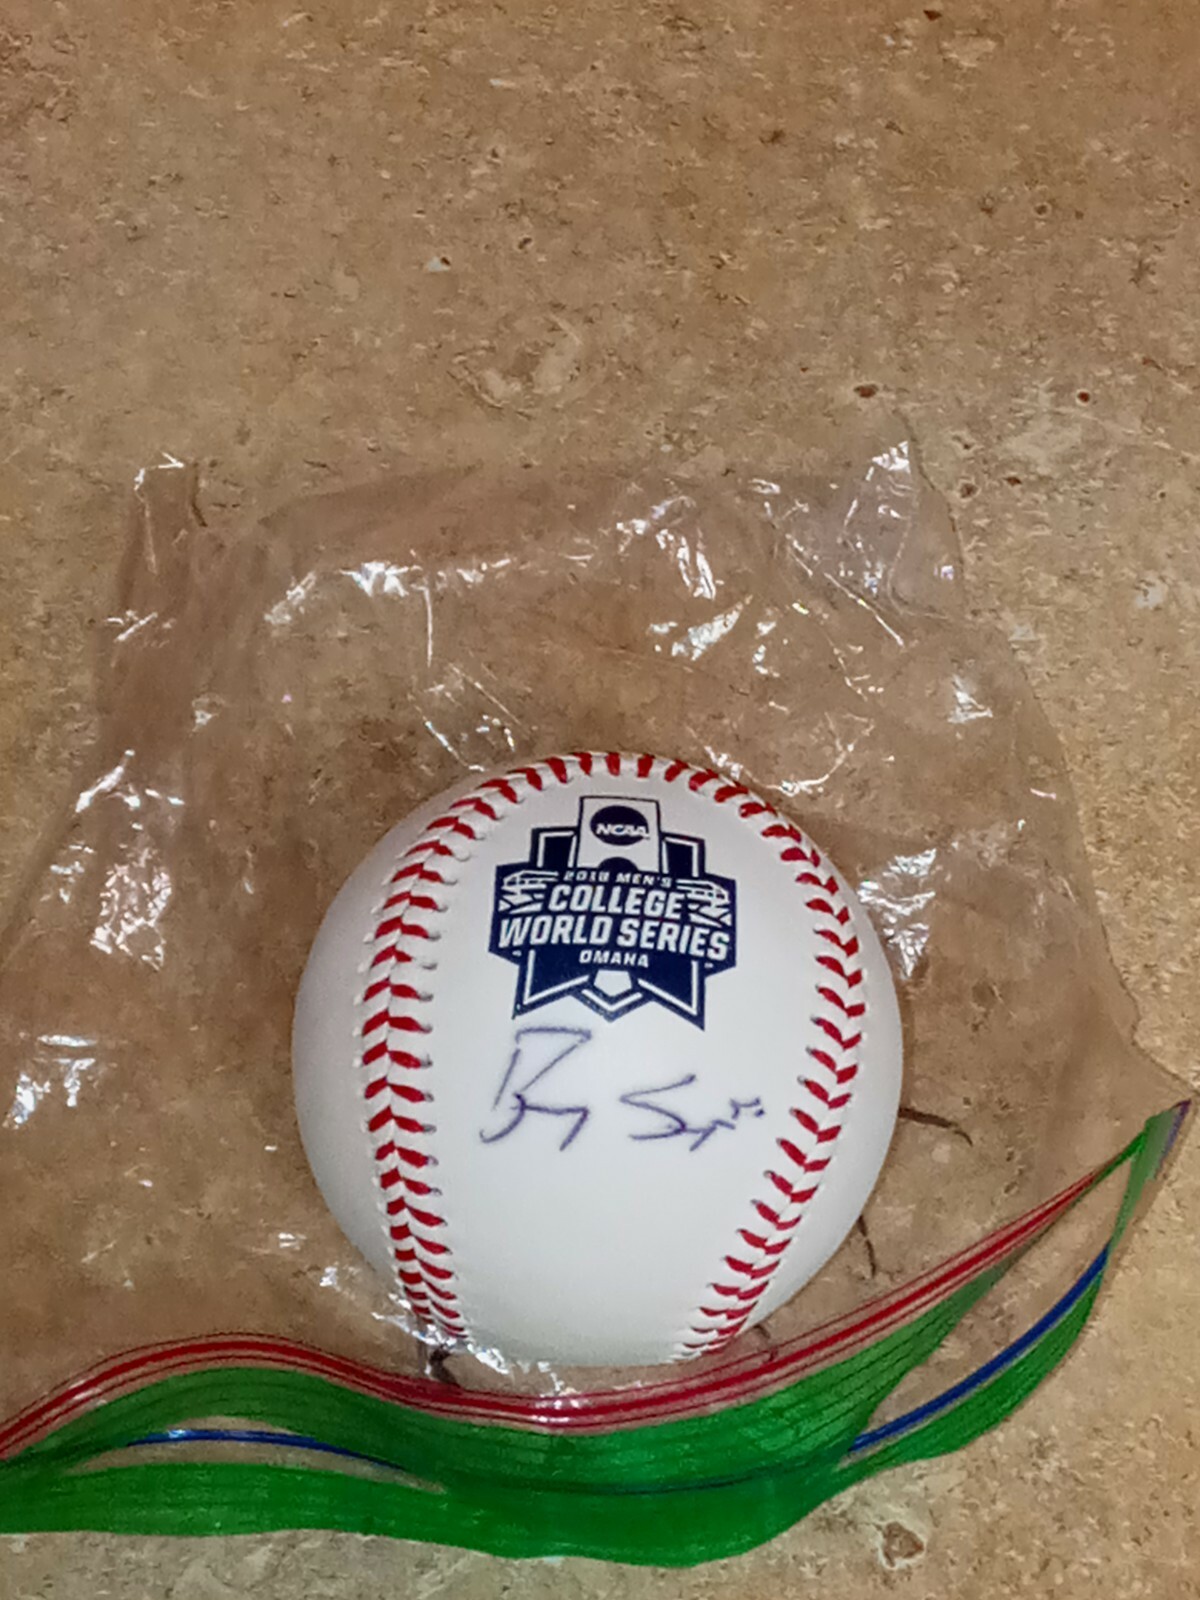 NCAA
2018 MEN'S
COLLEGE
WORLD SERIES
OMAHA